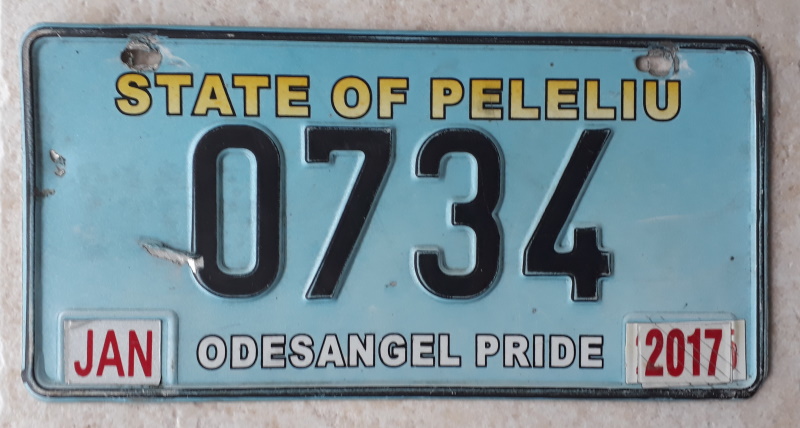 STATE OF PELELIU
0734
JAN ODESANGEL PRIDE 2017